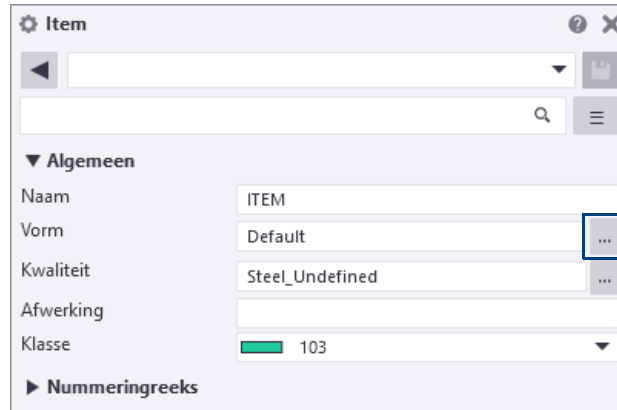 Item
Algemeen
Naam ITEM
Vorm Default ...
Kwaliteit Steel_Undefined ...
Afwerking
Klasse 103
Nummeringreeks